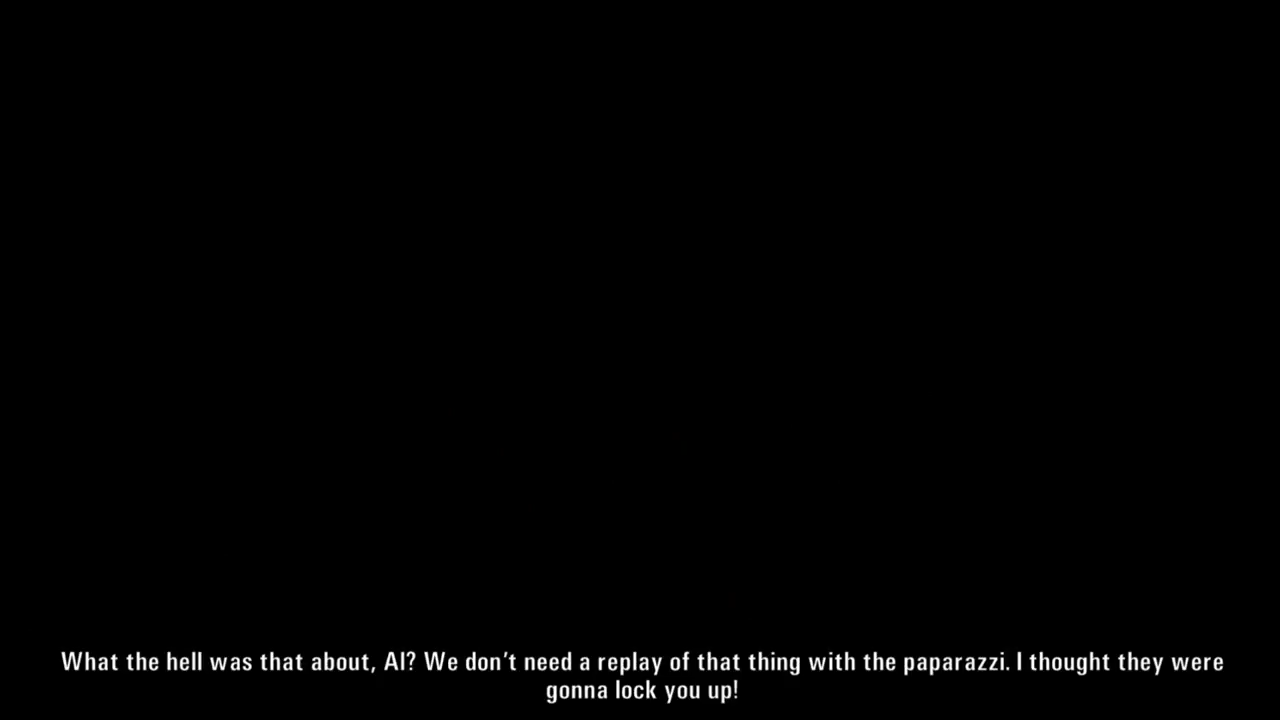 What the hell was that about, Al? We don't need a replay of that thing with the paparazzi. I thought they were
gonna lock you up!